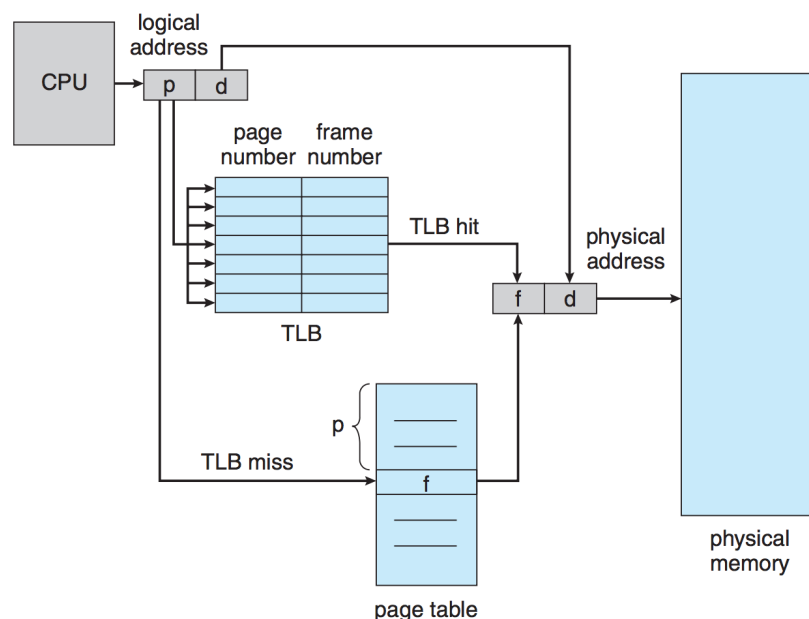 logical
address
CPU
p
d
page
number
frame
number
TLB hit
physical
address
f
d
TLB
p
TLB miss
f
physical
memory
page table